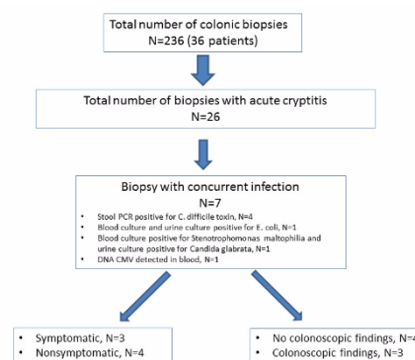 Total number of colonic biopsies
N=236 (36 patients)
Total number of biopsies with acute cryptitis
N=26
Biopsy with concurrent infection
N=7
• Stool PCR positive for C. difficile toxin, N=4
• Blood culture and urine culture positive for E. coli, N=1
• Blood culture positive for Stenotrophomonas maltophilia and
urine culture positive for Candida glabrata, N=1
• DNA CMV detected in blood, N=1
• Symptomatic, N=3
• Nonsymptomatic, N=4
• No colonoscopic findings, N=4
• Colonoscopic findings, N=3